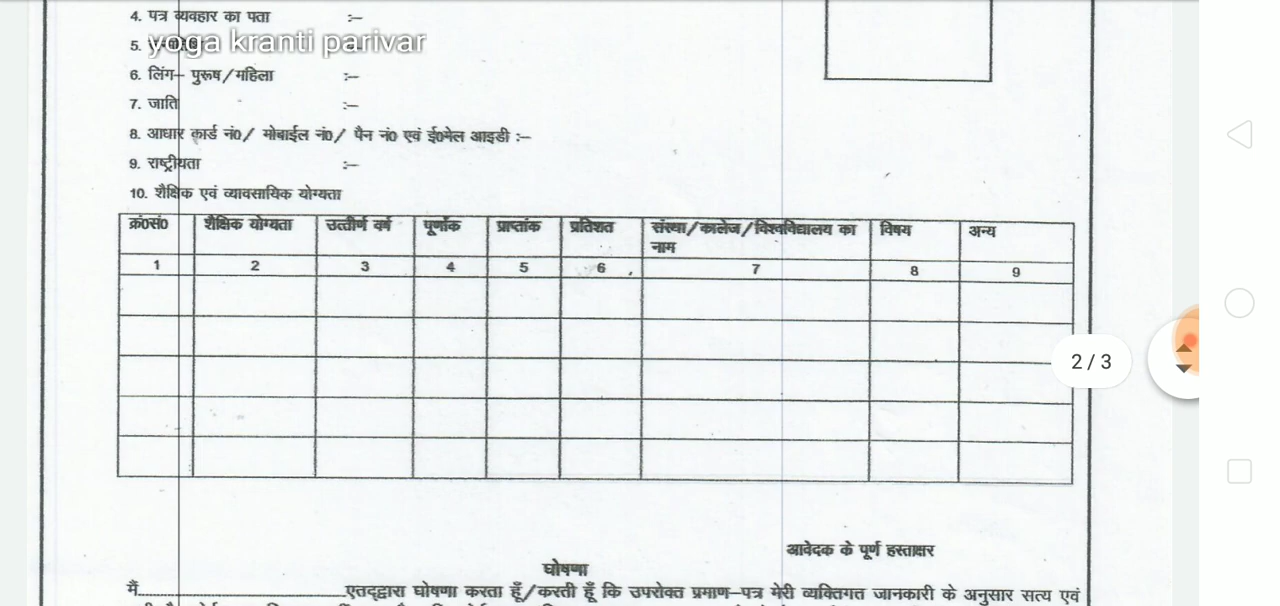 4. पत्र व्यवहार का पता :–
yoga kranti parivar
5.
6. लिंग– पुरूष/महिला :–
7. जाति :–
8. आधार कार्ड नं0/ मोबाईल नं0/ पैन नं0 एवं ई0मेल आइडी :–
9. राष्ट्रीयता :–
10. शैक्षिक एवं व्यावसायिक योग्यता
क्रं0सं0 शैक्षिक योग्यता उत्तीर्ण वर्ष पूर्णांक प्राप्तांक प्रतिशत संस्था/कालेज/विश्वविद्यालय का विषय अन्य
नाम
1 2 3 4 5 6 7 8 9
2 / 3
आवेदक के पूर्ण हस्ताक्षर
घोषणा
मैं..............................एतद्द्वारा घोषणा करता हूँ/करती हूँ कि उपरोक्त प्रमाण–पत्र मेरी व्यक्तिगत जानकारी के अनुसार सत्य एवं